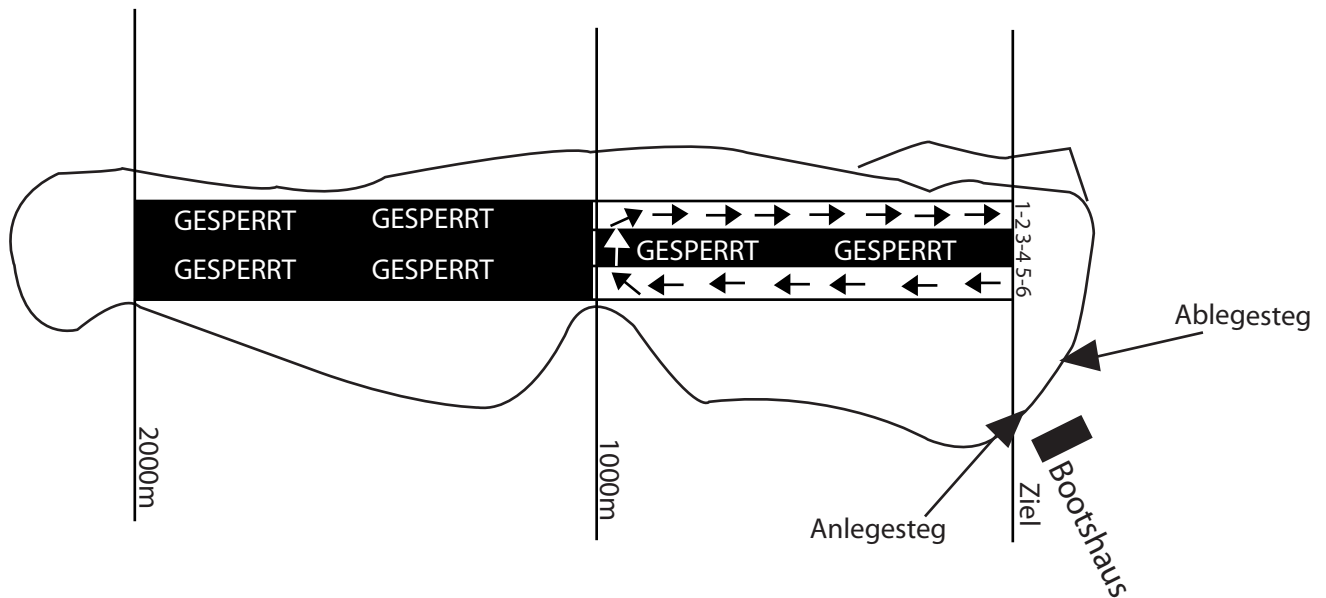 GESPERRT GESPERRT
GESPERRT GESPERRT
GESPERRT GESPERRT
1-2 3-4 5-6
Ablegesteg
2000m
1000m
Ziel
Bootshaus
Anlegesteg